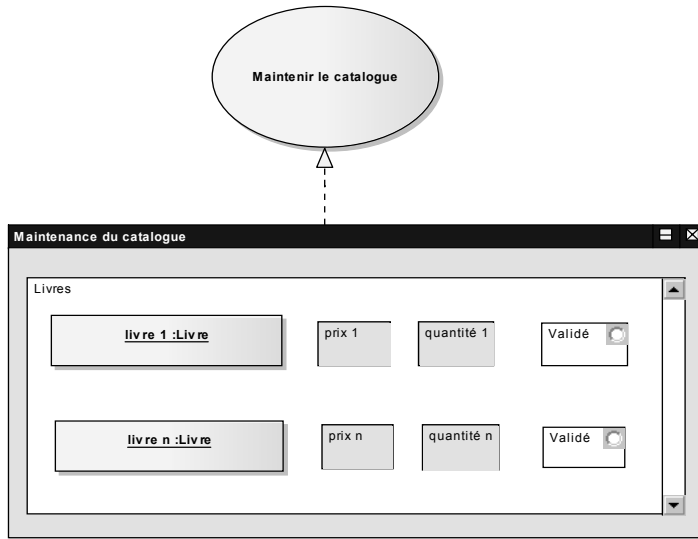 Maintenir le catalogue
Maintenance du catalogue
Livres
livre 1 :Livre
prix 1
quantité 1
Validé
livre n :Livre
prix n
quantité n
Validé